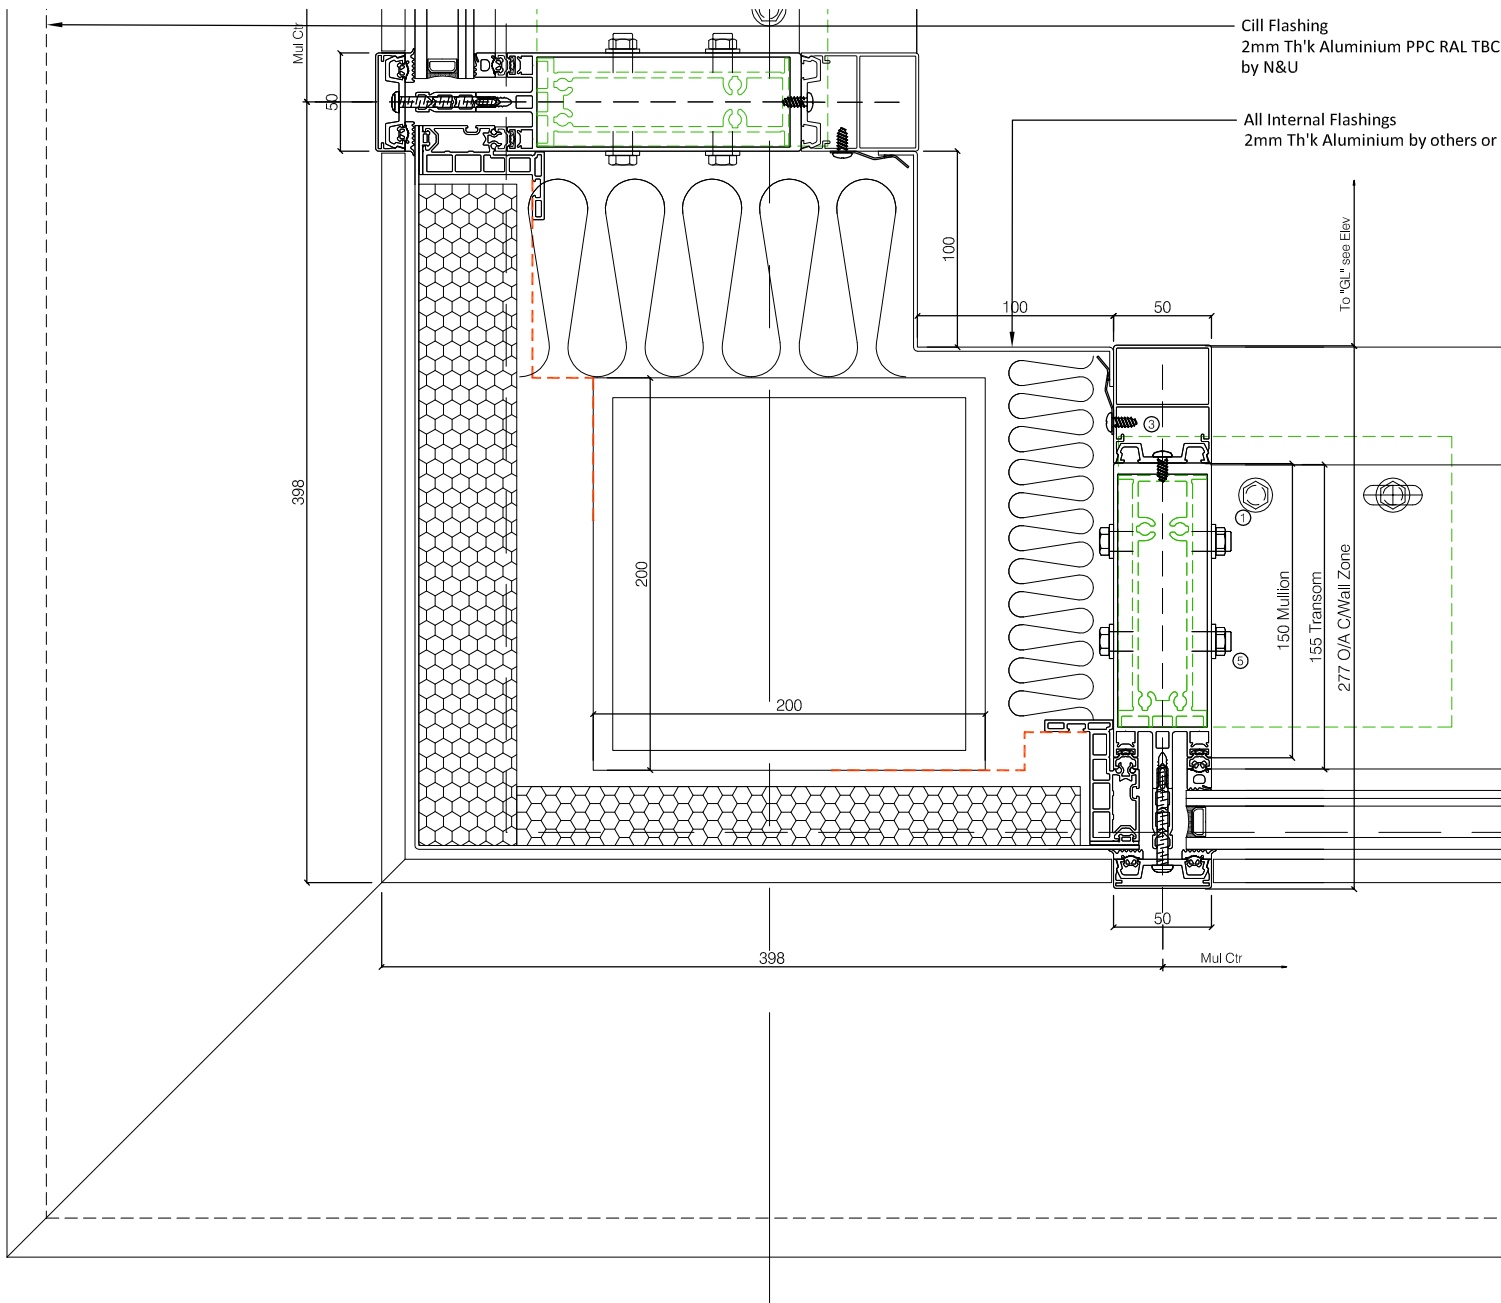 Cill Flashing
2mm Th'k Aluminium PPC RAL TBC
by N&U
All Internal Flashings
2mm Th'k Aluminium by others or
Mul Ctr
50
100
To "GL" see Elev
100
50
398
3
1
200
150 Mullion
155 Transom
277 O/A C/Wall Zone
5
200
50
398
Mul Ctr